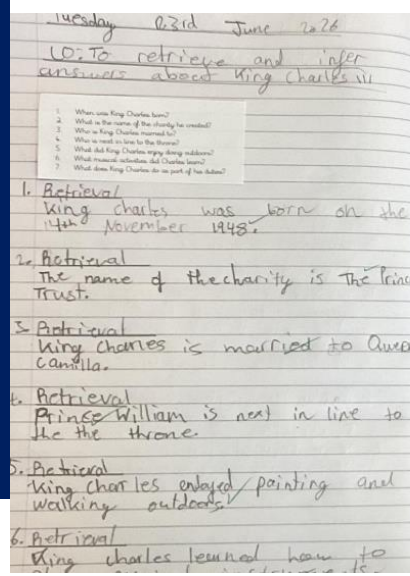 Tuesday 23rd June 2026
LO: To retrieve and infer
answers about King Charles iii
1. When was King Charles born?
2. What is the name of the charity he created?
3. Who is King Charles married to?
4. Who is next in line to the throne?
5. What did King Charles enjoy doing outdoors?
6. What musical activities did Charles learn?
7. What does King Charles do as part of his duties?
1. Retrieval
King charles was born on the
14th November 1948.
2. Retrieval
The name of the charity is The Princ
Trust.
3. Retrieval
King Charles is married to Quee
Camilla.
4. Retrieval
Prince William is next in line to
the the throne.
5. Retrieval
King Charles enloyed painting and
walking outdoors.
6. Retrieval
King charles learned how to